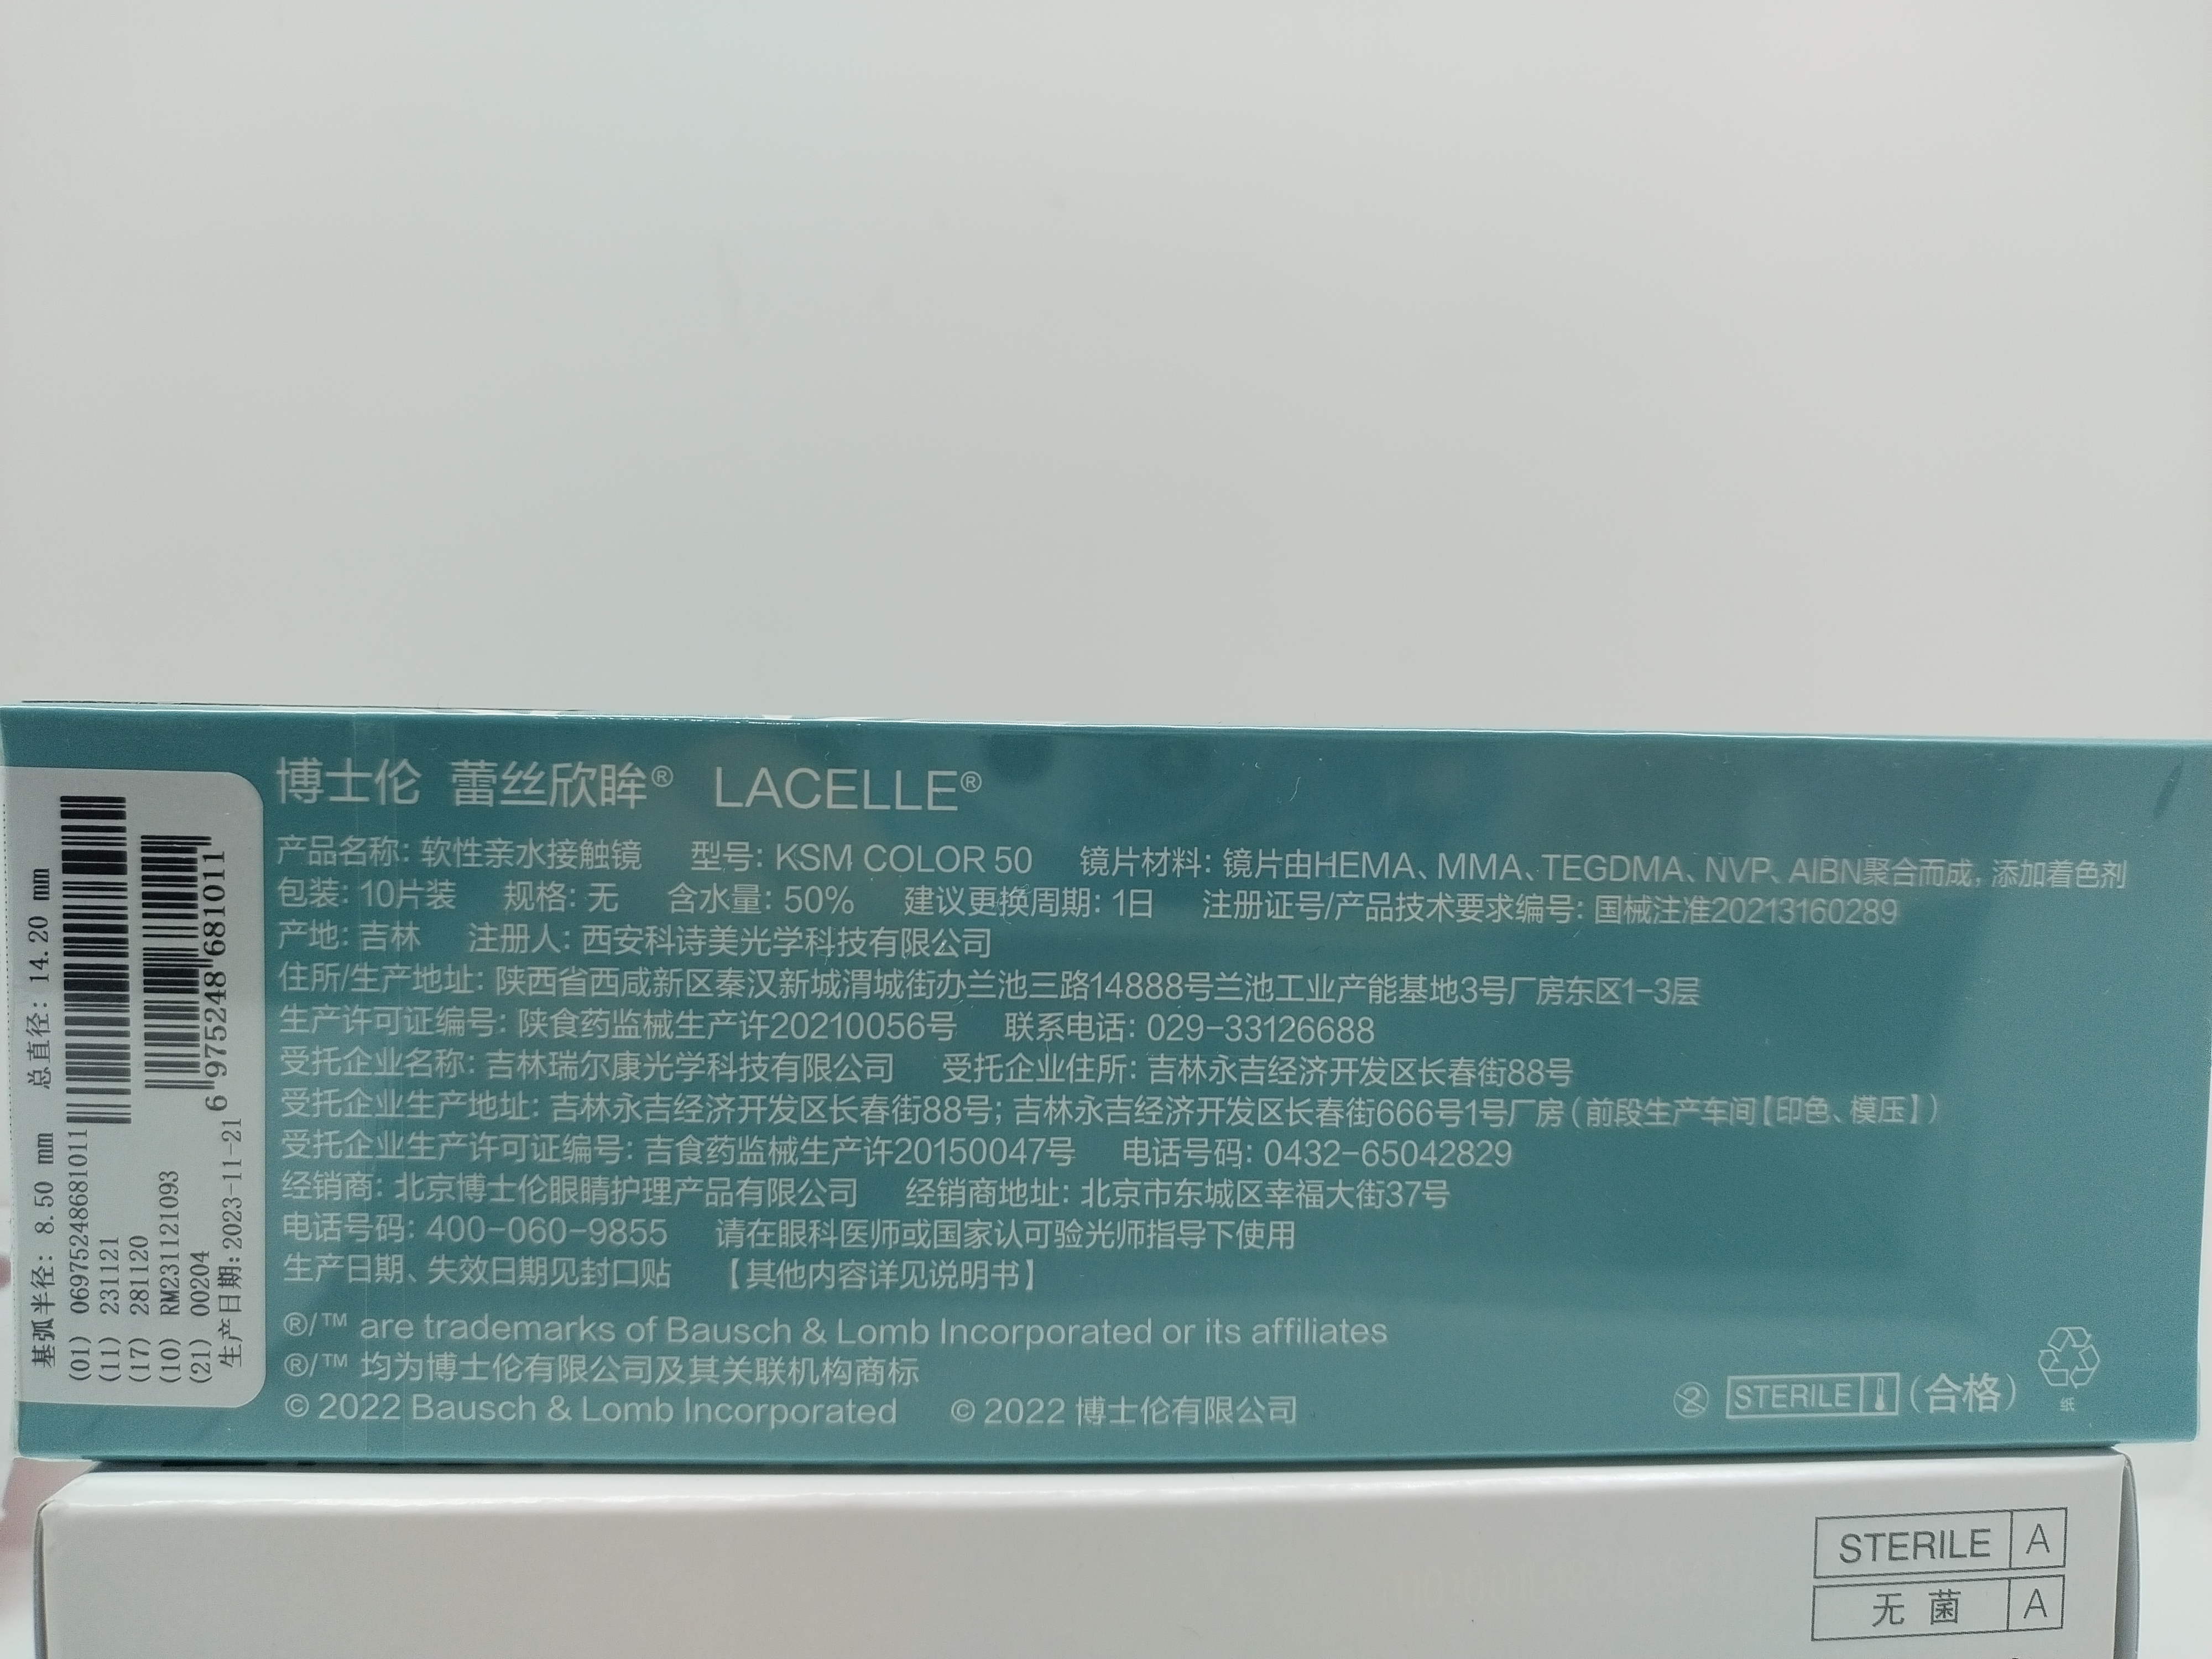 博士伦 蕾丝欣眸® LACELLE®
产品名称: 软性亲水接触镜 型号: KSM COLOR 50 镜片材料: 镜片由HEMA、MMA、TEGDMA、NVP、AIBN聚合而成, 添加着色剂
包装: 10片装 规格: 无 含水量: 50% 建议更换周期: 1日 注册证号/产品技术要求编号: 国械注准20213160289
产地: 吉林 注册人: 西安科诗美光学科技有限公司
住所/生产地址: 陕西省西咸新区秦汉新城渭城街办兰池三路14888号兰池工业产能基地3号厂房东区1-3层
生产许可证编号: 陕食药监械生产许20210056号 联系电话: 029-33126688
受托企业名称: 吉林瑞尔康光学科技有限公司 受托企业住所: 吉林永吉经济开发区长春街88号
受托企业生产地址: 吉林永吉经济开发区长春街88号; 吉林永吉经济开发区长春街666号1号厂房 (前段生产车间【印色、模压】)
受托企业生产许可证编号: 吉食药监械生产许20150047号 电话号码: 0432-65042829
经销商: 北京博士伦眼睛护理产品有限公司 经销商地址: 北京市东城区幸福大街37号
电话号码: 400-060-9855 请在眼科医师或国家认可验光师指导下使用
生产日期、失效日期见封口贴 【其他内容详见说明书】
®/™ are trademarks of Bausch & Lomb Incorporated or its affiliates
®/™ 均为博士伦有限公司及其关联机构商标
© 2022 Bausch & Lomb Incorporated © 2022 博士伦有限公司
2 STERILE (合格)
纸
基弧半径: 8.50 mm 总直径: 14.20 mm
(01) 06975248681011
(11) 231121
(17) 281120
(10) RM231121093
(21) 00204
6 975248 681011
生产日期:2023-11-21
STERILE A
无菌 A